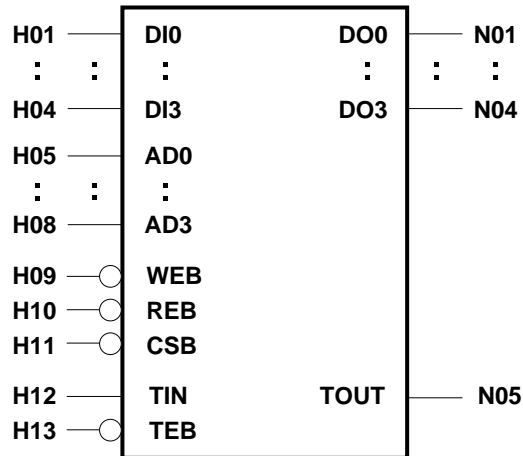 H01 DI0 DO0 N01
: : : : : :
H04 DI3 DO3 N04
H05 AD0
: : :
H08 AD3
H09 WEB
H10 REB
H11 CSB
H12 TIN TOUT N05
H13 TEB